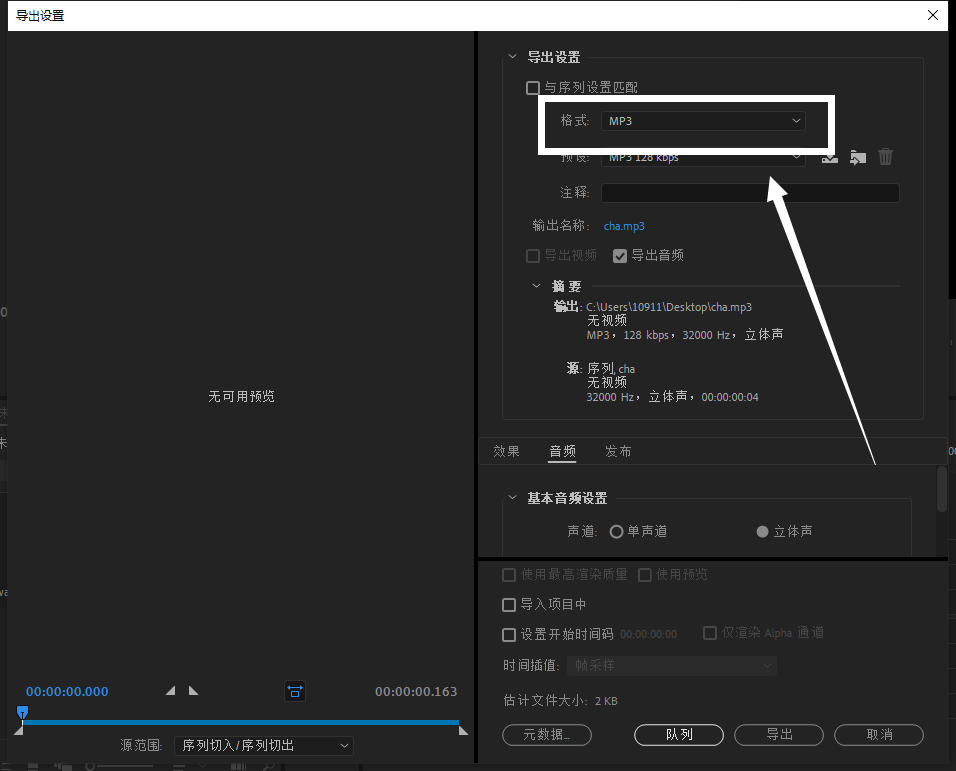 导出设置
导出设置
与序列设置匹配
格式: MP3
预设: MP3 128 kbps
注释:
输出名称: cha.mp3
导出视频 导出音频
摘要
输出: C:\Users\10911\Desktop\cha.mp3
无视频
MP3, 128 kbps, 32000 Hz, 立体声
源: 序列, cha
无视频
32000 Hz, 立体声, 00:00:00:04
无可用预览
效果 音频 发布
基本音频设置
声道: 单声道 立体声
使用最高渲染质量 使用预览
导入项目中
设置开始时间码 00:00:00:00 仅渲染 Alpha 通道
时间插值: 帧采样
估计文件大小: 2 KB
元数据... 队列 导出 取消
00:00:00.000 00:00:00.163
源范围: 序列切入/序列切出